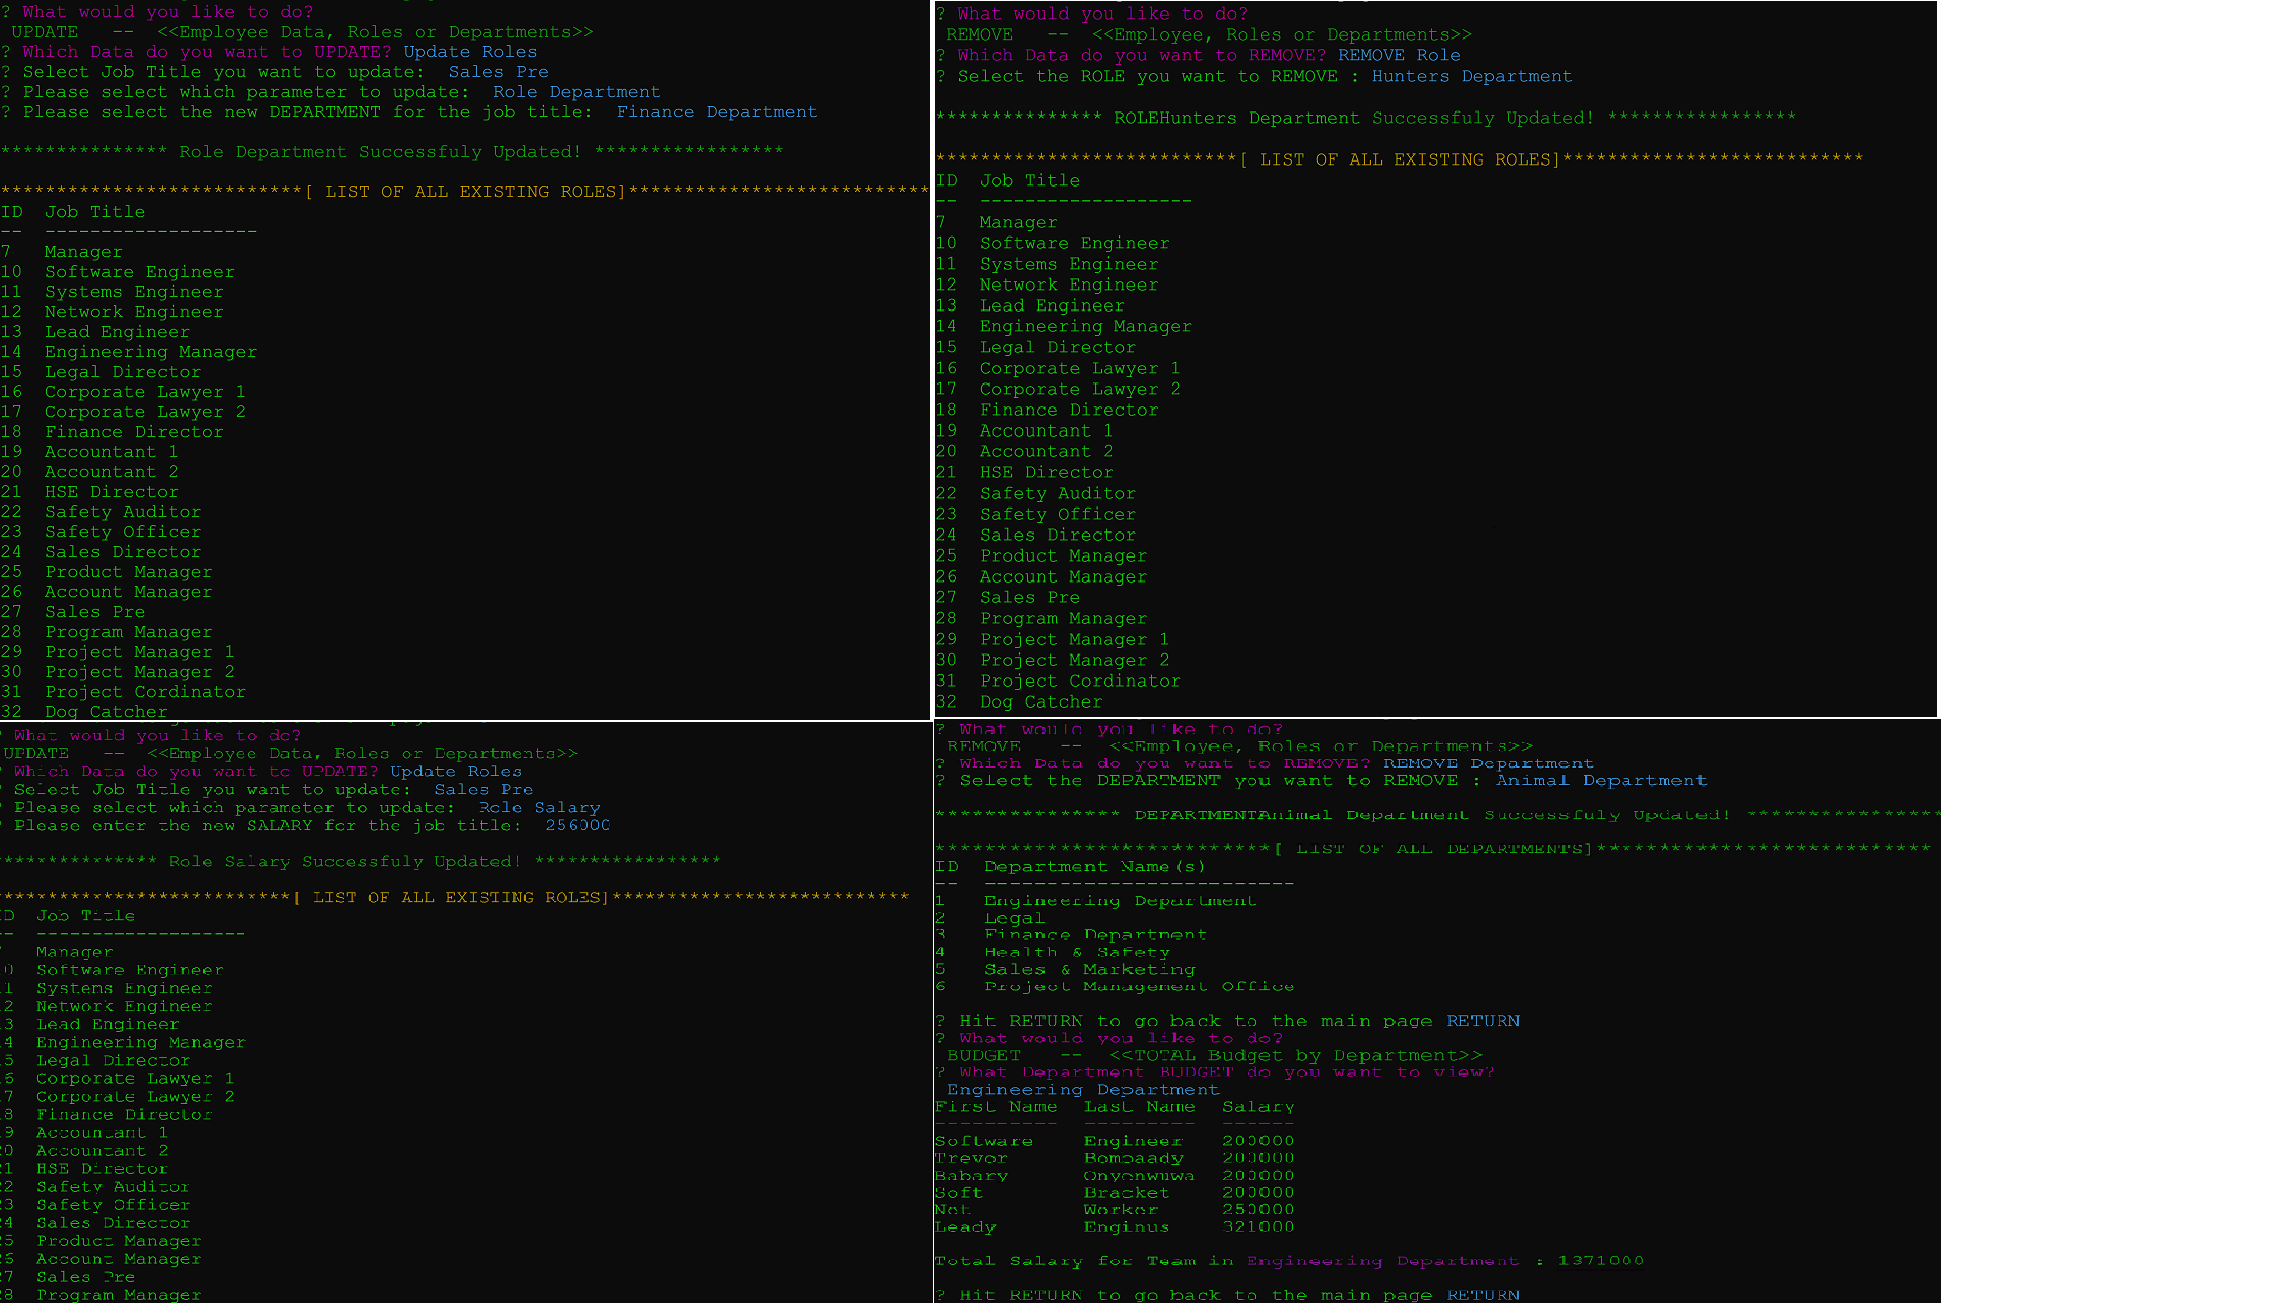 ? What would you like to do?
UPDATE -- <<Employee Data, Roles or Departments>>
? Which Data do you want to UPDATE? Update Roles
? Select Job Title you want to update: Sales Pre
? Please select which parameter to update: Role Department
? Please select the new DEPARTMENT for the job title: Finance Department
*************** Role Department Successfuly Updated! *****************
***************************[ LIST OF ALL EXISTING ROLES]***************************
ID Job Title
-- -------------------
7 Manager
10 Software Engineer
11 Systems Engineer
12 Network Engineer
13 Lead Engineer
14 Engineering Manager
15 Legal Director
16 Corporate Lawyer 1
17 Corporate Lawyer 2
18 Finance Director
19 Accountant 1
20 Accountant 2
21 HSE Director
22 Safety Auditor
23 Safety Officer
24 Sales Director
25 Product Manager
26 Account Manager
27 Sales Pre
28 Program Manager
29 Project Manager 1
30 Project Manager 2
31 Project Cordinator
32 Dog Catcher
? What would you like to do?
REMOVE -- <<Employee, Roles or Departments>>
? Which Data do you want to REMOVE? REMOVE Role
? Select the ROLE you want to REMOVE : Hunters Department
*************** ROLEHunters Department Successfuly Updated! *****************
***************************[ LIST OF ALL EXISTING ROLES]***************************
ID Job Title
-- -------------------
7 Manager
10 Software Engineer
11 Systems Engineer
12 Network Engineer
13 Lead Engineer
14 Engineering Manager
15 Legal Director
16 Corporate Lawyer 1
17 Corporate Lawyer 2
18 Finance Director
19 Accountant 1
20 Accountant 2
21 HSE Director
22 Safety Auditor
23 Safety Officer
24 Sales Director
25 Product Manager
26 Account Manager
27 Sales Pre
28 Program Manager
29 Project Manager 1
30 Project Manager 2
31 Project Cordinator
32 Dog Catcher
? What would you like to do?
UPDATE -- <<Employee Data, Roles or Departments>>
? Which Data do you want to UPDATE? Update Roles
? Select Job Title you want to update: Sales Pre
? Please select which parameter to update: Role Salary
? Please enter the new SALARY for the job title: 256000
*************** Role Salary Successfuly Updated! *****************
***************************[ LIST OF ALL EXISTING ROLES]***************************
ID Job Title
-- -------------------
Manager
0 Software Engineer
1 Systems Engineer
2 Network Engineer
3 Lead Engineer
4 Engineering Manager
5 Legal Director
6 Corporate Lawyer 1
7 Corporate Lawyer 2
8 Finance Director
9 Accountant 1
20 Accountant 2
21 HSE Director
22 Safety Auditor
23 Safety Officer
24 Sales Director
25 Product Manager
26 Account Manager
27 Sales Pre
28 Program Manager
? What would you like to do?
REMOVE -- <<Employee, Roles or Departments>>
? Which Data do you want to REMOVE? REMOVE Department
? Select the DEPARTMENT you want to REMOVE : Animal Department
*************** DEPARTMENTAnimal Department Successfuly Updated! ****************
***************************[ LIST OF ALL DEPARTMENTS]***************************
ID Department Name(s)
-- -------------------------
1 Engineering Department
2 Legal
3 Finance Department
4 Health & Safety
5 Sales & Marketing
6 Project Management Office
? Hit RETURN to go back to the main page RETURN
? What would you like to do?
BUDGET -- <<TOTAL Budget by Department>>
? What Department BUDGET do you want to view?
Engineering Department
First Name Last Name Salary
---------- --------- ------
Software Engineer 200000
Trevor Bombaady 200000
Babary Onyenwuwa 200000
Soft Bracket 200000
Net Worker 250000
Leady Enginus 321000
Total Salary for Team in Engineering Department : 1371000
? Hit RETURN to go back to the main page RETURN